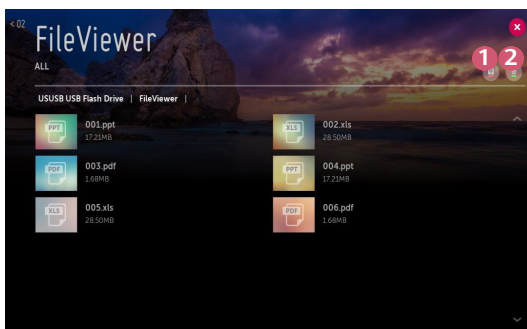 < 02
FileViewer
ALL
1 2
USUSB USB Flash Drive | FileViewer |
PPT 001.ppt
17.21MB
XLS 002.xls
28.50MB
PDF 003.pdf
1.68MB
PPT 004.ppt
17.21MB
XLS 005.xls
28.50MB
PDF 006.pdf
1.68MB